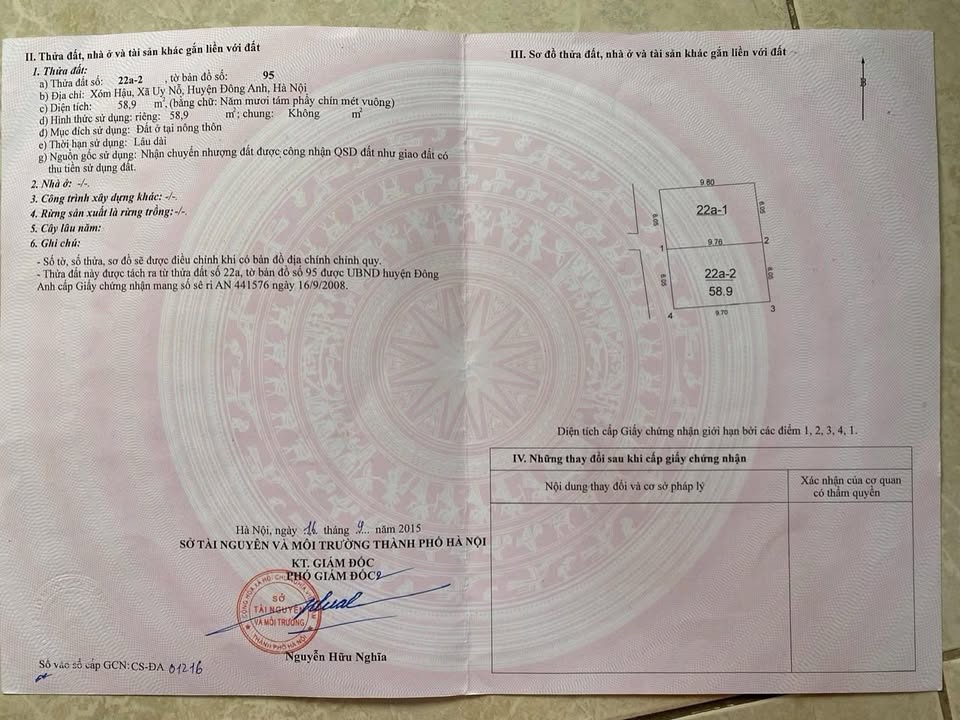 II. Thửa đất, nhà ở và tài sản khác gắn liền với đất
1. Thửa đất:
a) Thửa đất số: 22a-2 , tờ bản đồ số: 95
b) Địa chỉ: Xóm Hậu, Xã Uy Nỗ, Huyện Đông Anh, Hà Nội
c) Diện tích: 58,9 m², (bằng chữ: Năm mươi tám phẩy chín mét vuông)
d) Hình thức sử dụng: riêng: 58,9 m²; chung: Không m²
đ) Mục đích sử dụng: Đất ở tại nông thôn
e) Thời hạn sử dụng: Lâu dài
g) Nguồn gốc sử dụng: Nhận chuyển nhượng đất được công nhận QSD đất như giao đất có
thu tiền sử dụng đất.
2. Nhà ở: -/-.
3. Công trình xây dựng khác: -/-.
4. Rừng sản xuất là rừng trồng:-/-.
5. Cây lâu năm:
6. Ghi chú:
- Số tờ, số thửa, sơ đồ sẽ được điều chỉnh khi có bản đồ địa chính chính quy.
- Thửa đất này được tách ra từ thửa đất số 22a, tờ bản đồ số 95 được UBND huyện Đông
Anh cấp Giấy chứng nhận mang số sê ri AN 441576 ngày 16/9/2008.
Hà Nội, ngày 16 tháng 9 năm 2015
SỞ TÀI NGUYÊN VÀ MÔI TRƯỜNG THÀNH PHỐ HÀ NỘI
KT. GIÁM ĐỐC
PHÓ GIÁM ĐỐC
SỞ
TÀI NGUYÊN
VÀ MÔI TRƯỜNG
THÀNH PHỐ HÀ NỘI
Nguyễn Hữu Nghĩa
Số vào sổ cấp GCN: CS-ĐA 01216
III. Sơ đồ thửa đất, nhà ở và tài sản khác gắn liền với đất
B
9.80
22a-1
6.05
6.05
1
9.76
2
22a-2
58.9
6.05
6.05
4
9.70
3
Diện tích cấp Giấy chứng nhận giới hạn bởi các điểm 1, 2, 3, 4, 1.
IV. Những thay đổi sau khi cấp giấy chứng nhận
Nội dung thay đổi và cơ sở pháp lý
Xác nhận của cơ quan
có thẩm quyền